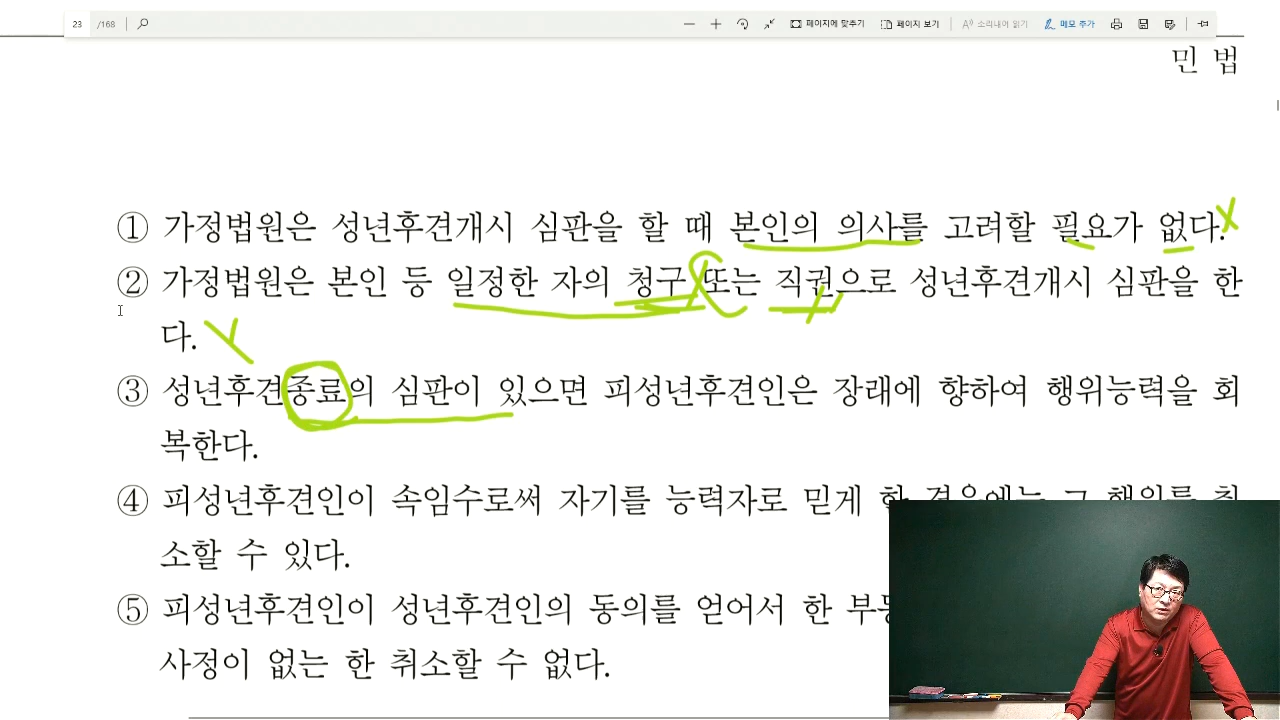 23 /168 페이지에 맞추기 페이지 보기 소리내어 읽기 메모 추가
민 법
① 가정법원은 성년후견개시 심판을 할 때 본인의 의사를 고려할 필요가 없다.
② 가정법원은 본인 등 일정한 자의 청구 또는 직권으로 성년후견개시 심판을 한
다.
③ 성년후견종료의 심판이 있으면 피성년후견인은 장래에 향하여 행위능력을 회
복한다.
④ 피성년후견인이 속임수로써 자기를 능력자로 믿게 한 경우에는 그 행위를 취
소할 수 있다.
⑤ 피성년후견인이 성년후견인의 동의를 얻어서 한
사정이 없는 한 취소할 수 없다.